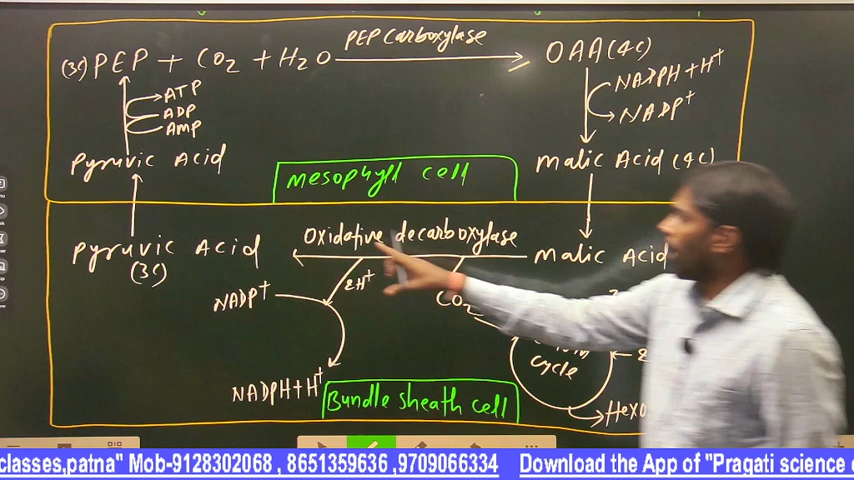 (3C) PEP + CO2 + H2O PEP Carboxylase OAA (4C)
NADPH + H+
ATP
ADP
NADP+
AMP
Pyruvic Acid
Malic Acid (4C)
Mesophyll cell
Oxidative decarboxylase
Pyruvic Acid
Malic Acid
(3C)
2H+
NADP+
CO2
Cycle
NADPH + H+
Bundle sheath cell
Hexo
classes,patna" Mob-9128302068 , 8651359636 ,9709066334 Download the App of "Pragati science